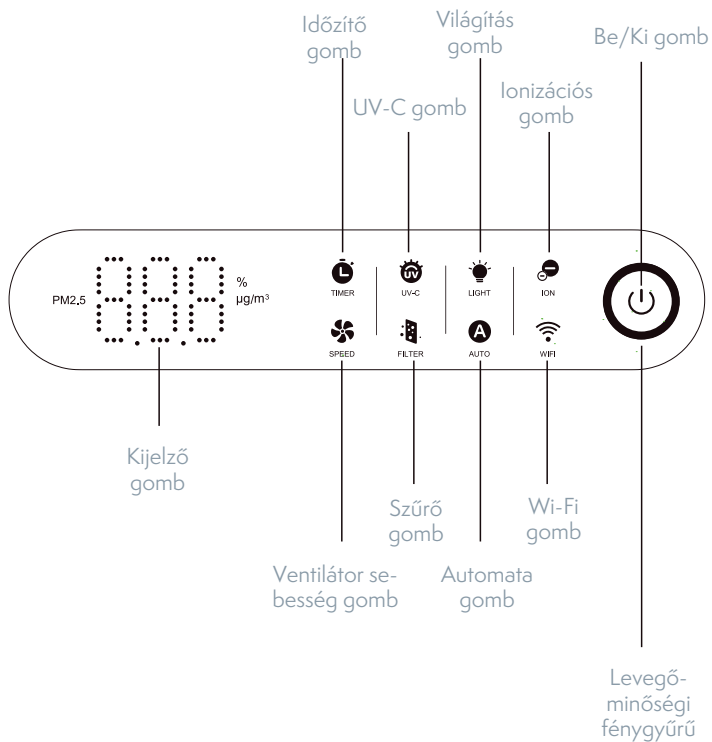 Időzítő
gomb
Világítás
gomb
Be/Ki gomb
UV-C gomb
Ionizációs
gomb
PM2.5
888
%
µg/m³
TIMER
UV-C
LIGHT
ION
SPEED
FILTER
AUTO
WIFI
Kijelző
gomb
Szűrő
gomb
Wi-Fi
gomb
Ventilátor se-
besség gomb
Automata
gomb
Levegő-
minőségi
fénygyűrű